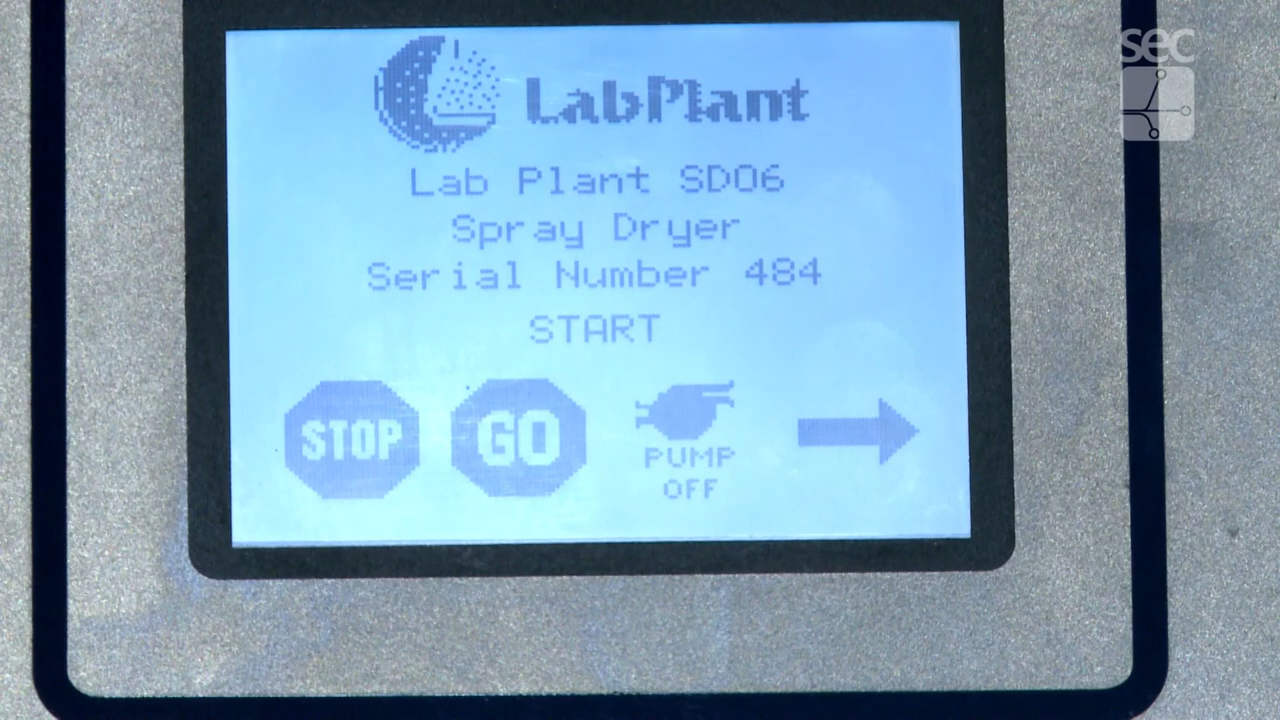 sec
LabPlant
Lab Plant SD06
Spray Dryer
Serial Number 484
START
STOP GO
PUMP
OFF